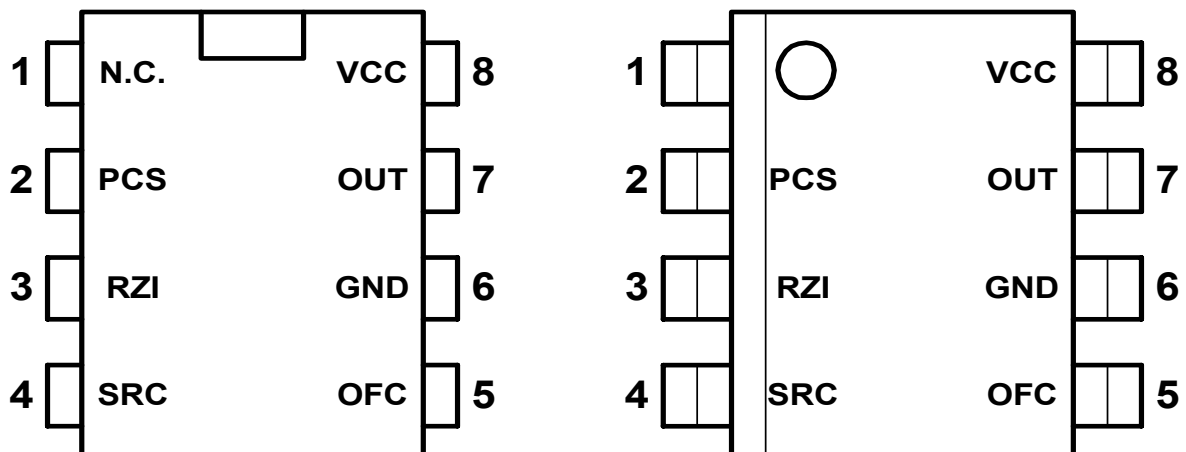 1 N.C. VCC 8
2 PCS OUT 7
3 RZI GND 6
4 SRC OFC 5
1 VCC 8
2 PCS OUT 7
3 RZI GND 6
4 SRC OFC 5